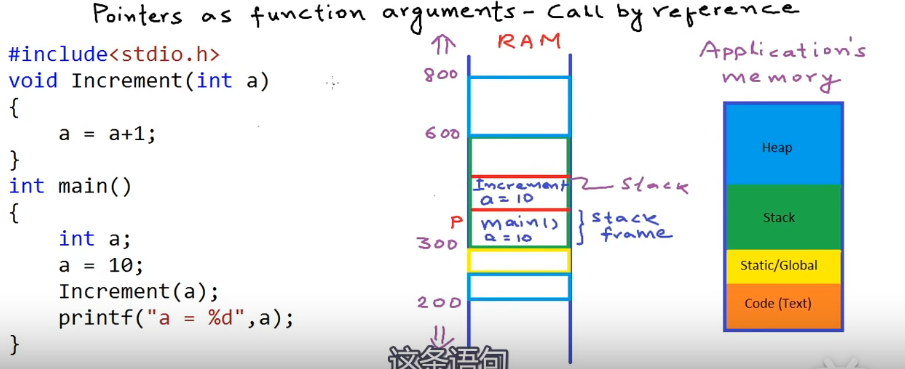 Pointers as function arguments - Call by reference
#include<stdio.h>
void Increment(int a)
{
    a = a+1;
}
int main()
{
    int a;
    a = 10;
    Increment(a);
    printf("a = %d",a);
}
RAM
800
600
Increment
a = 10
Stack
P
main()
a = 10
stack
frame
300
200
Application's
memory
Heap
Stack
Static/Global
Code (Text)
这条语句